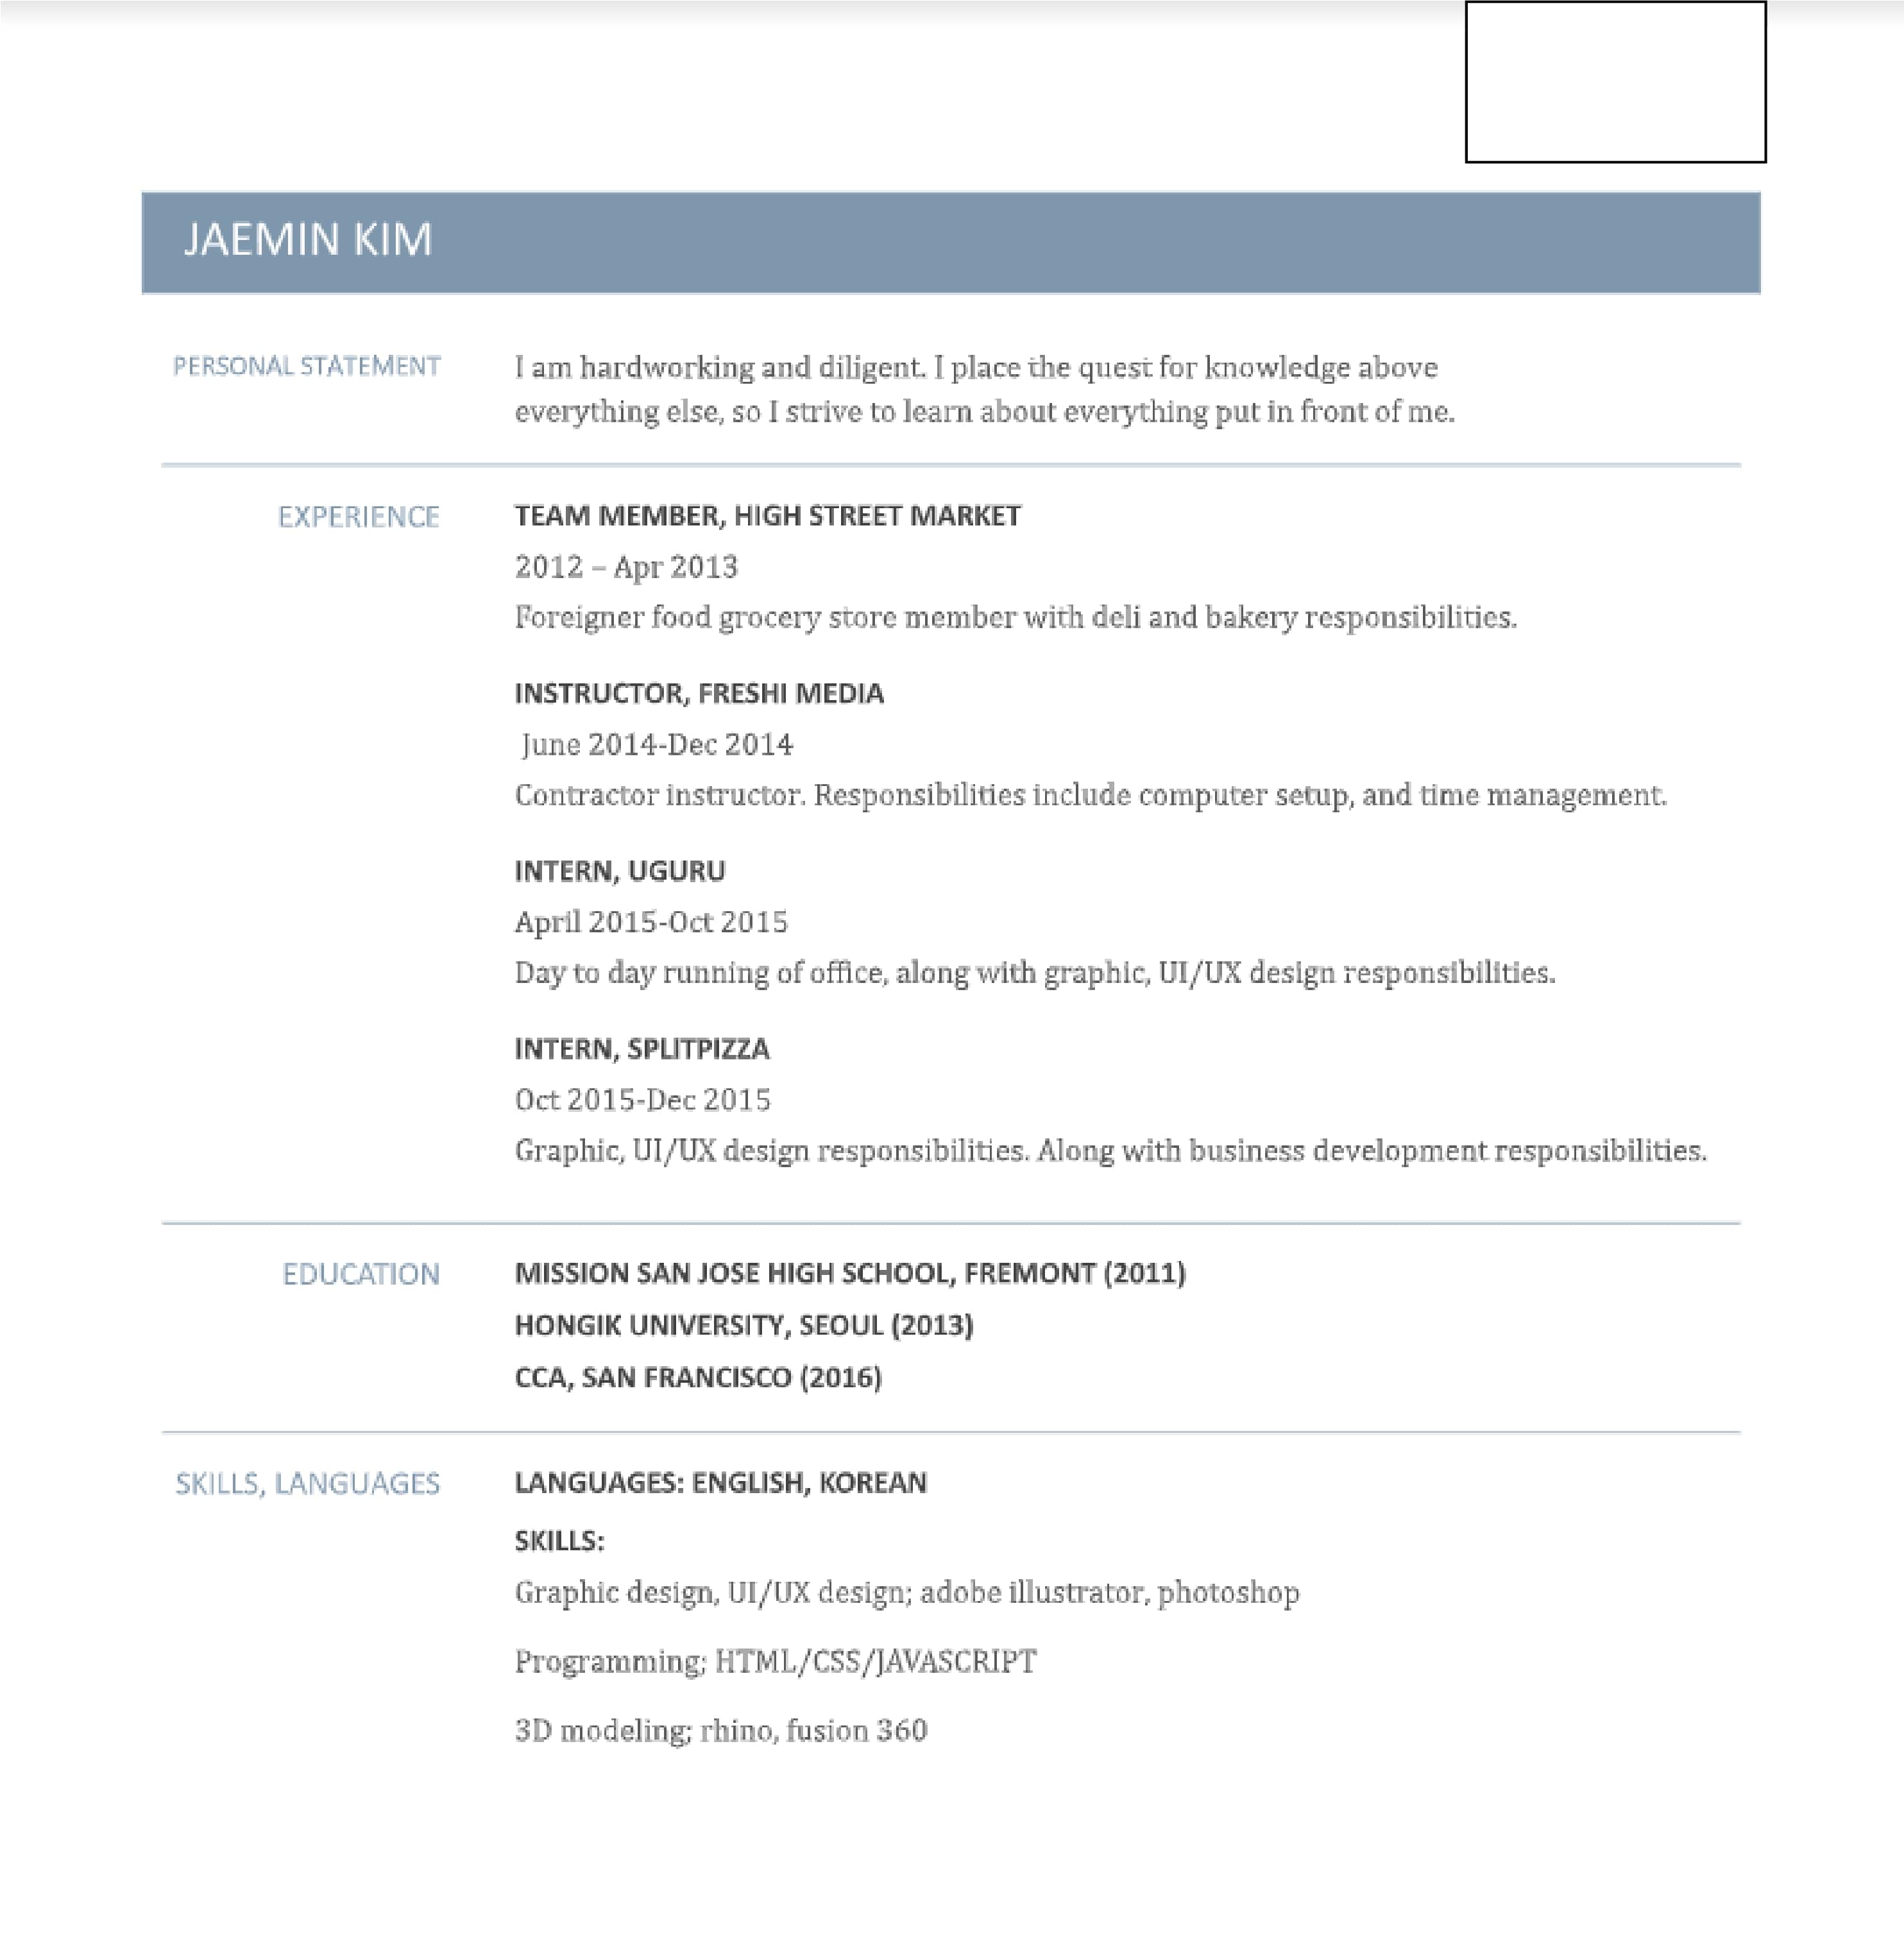 JAEMIN KIM
PERSONAL STATEMENT
I am hardworking and diligent. I place the quest for knowledge above
everything else, so I strive to learn about everything put in front of me.
EXPERIENCE
TEAM MEMBER, HIGH STREET MARKET
2012 – Apr 2013
Foreigner food grocery store member with deli and bakery responsibilities.
INSTRUCTOR, FRESHI MEDIA
June 2014-Dec 2014
Contractor instructor. Responsibilities include computer setup, and time management.
INTERN, UGURU
April 2015-Oct 2015
Day to day running of office, along with graphic, UI/UX design responsibilities.
INTERN, SPLITPIZZA
Oct 2015-Dec 2015
Graphic, UI/UX design responsibilities. Along with business development responsibilities.
EDUCATION
MISSION SAN JOSE HIGH SCHOOL, FREMONT (2011)
HONGIK UNIVERSITY, SEOUL (2013)
CCA, SAN FRANCISCO (2016)
SKILLS, LANGUAGES
LANGUAGES: ENGLISH, KOREAN
SKILLS:
Graphic design, UI/UX design; adobe illustrator, photoshop
Programming; HTML/CSS/JAVASCRIPT
3D modeling; rhino, fusion 360